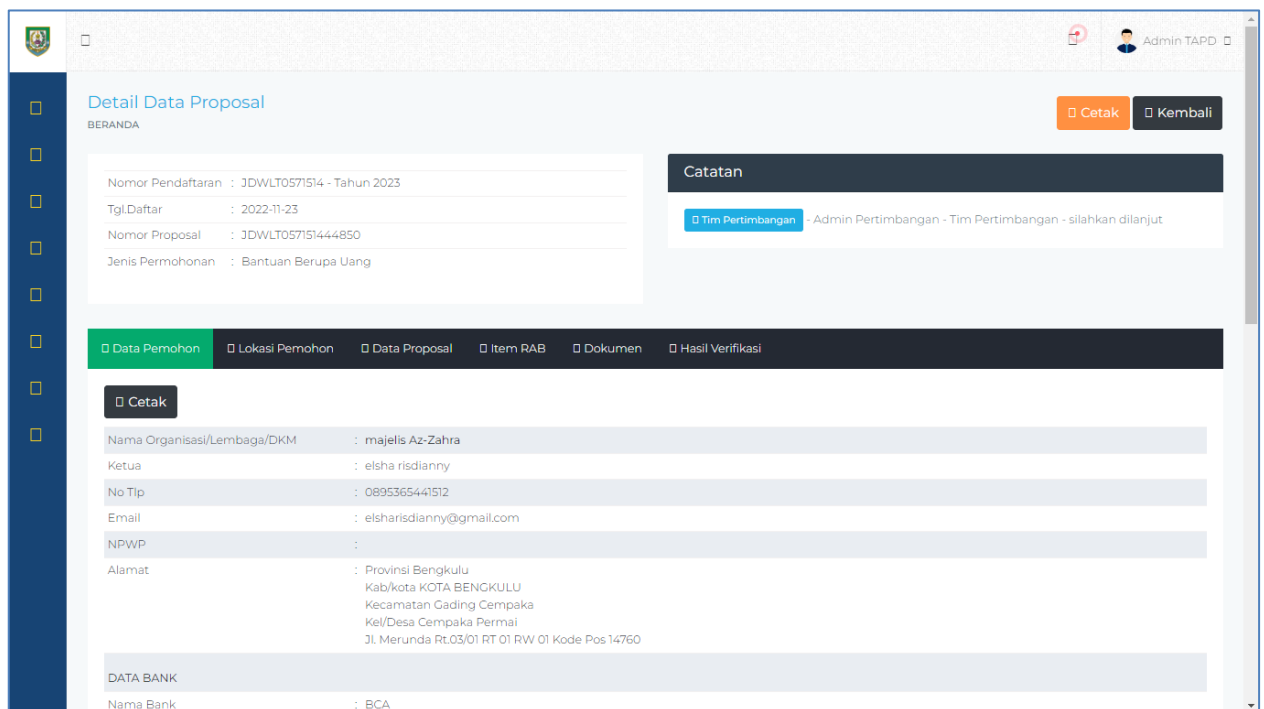 Admin TAPD
Detail Data Proposal
BERANDA
Cetak
Kembali
Nomor Pendaftaran : JDWLT0571514 - Tahun 2023
Tgl.Daftar : 2022-11-23
Nomor Proposal : JDWLT057151444850
Jenis Permohonan : Bantuan Berupa Uang
Catatan
Tim Pertimbangan - Admin Pertimbangan - Tim Pertimbangan - silahkan dilanjut
Data Pemohon Lokasi Pemohon Data Proposal Item RAB Dokumen Hasil Verifikasi
Cetak
Nama Organisasi/Lembaga/DKM : majelis Az-Zahra
Ketua : elsha risdianny
No Tlp : 0895365441512
Email : elsharisdianny@gmail.com
NPWP :
Alamat : Provinsi Bengkulu
Kab/kota KOTA BENGKULU
Kecamatan Gading Cempaka
Kel/Desa Cempaka Permai
Jl. Merunda Rt.03/01 RT 01 RW 01 Kode Pos 14760
DATA BANK
Nama Bank : BCA